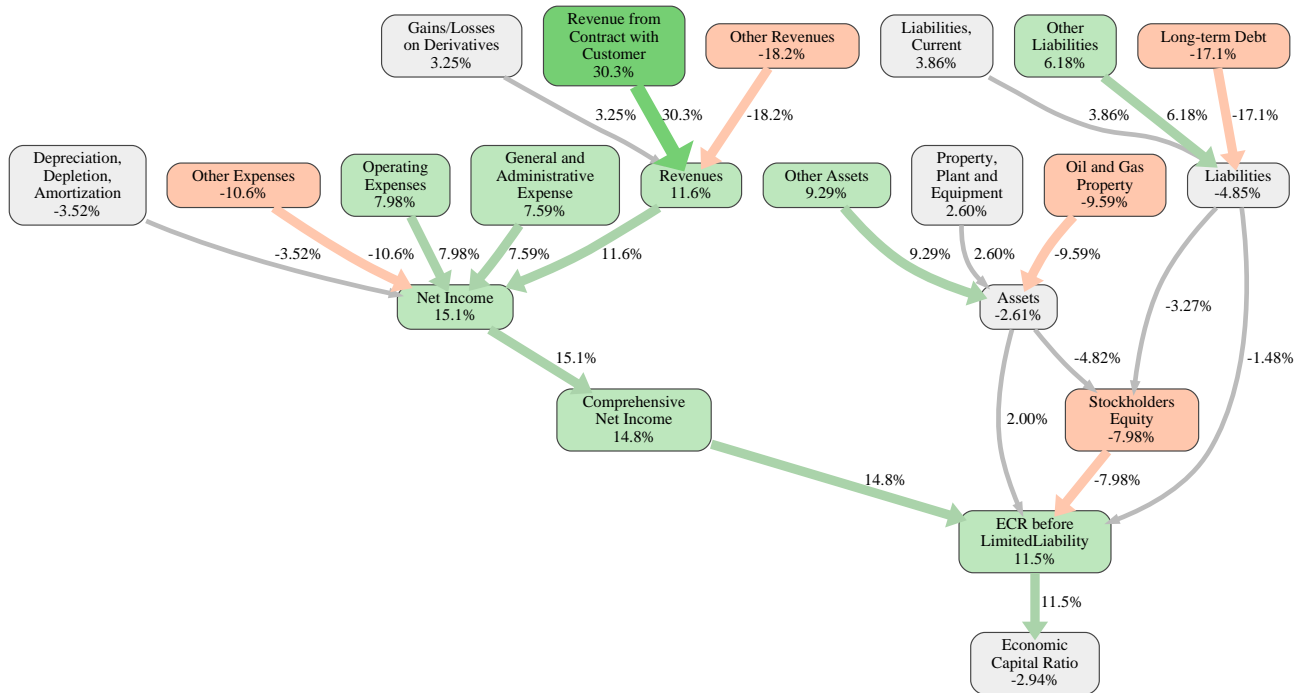 Gains/Losses
on Derivatives
3.25%
Revenue from
Contract with
Customer
30.3%
Other Revenues
-18.2%
Liabilities,
Current
3.86%
Other
Liabilities
6.18%
Long-term Debt
-17.1%
3.25%
30.3%
-18.2%
3.86%
6.18%
-17.1%
Depreciation,
Depletion,
Amortization
-3.52%
Other Expenses
-10.6%
Operating
Expenses
7.98%
General and
Administrative
Expense
7.59%
Revenues
11.6%
Other Assets
9.29%
Property,
Plant and
Equipment
2.60%
Oil and Gas
Property
-9.59%
Liabilities
-4.85%
-3.52%
-10.6%
7.98%
7.59%
11.6%
9.29%
2.60%
-9.59%
Net Income
15.1%
Assets
-2.61%
-3.27%
15.1%
-4.82%
-1.48%
Comprehensive
Net Income
14.8%
2.00%
Stockholders
Equity
-7.98%
14.8%
-7.98%
ECR before
LimitedLiability
11.5%
11.5%
Economic
Capital Ratio
-2.94%